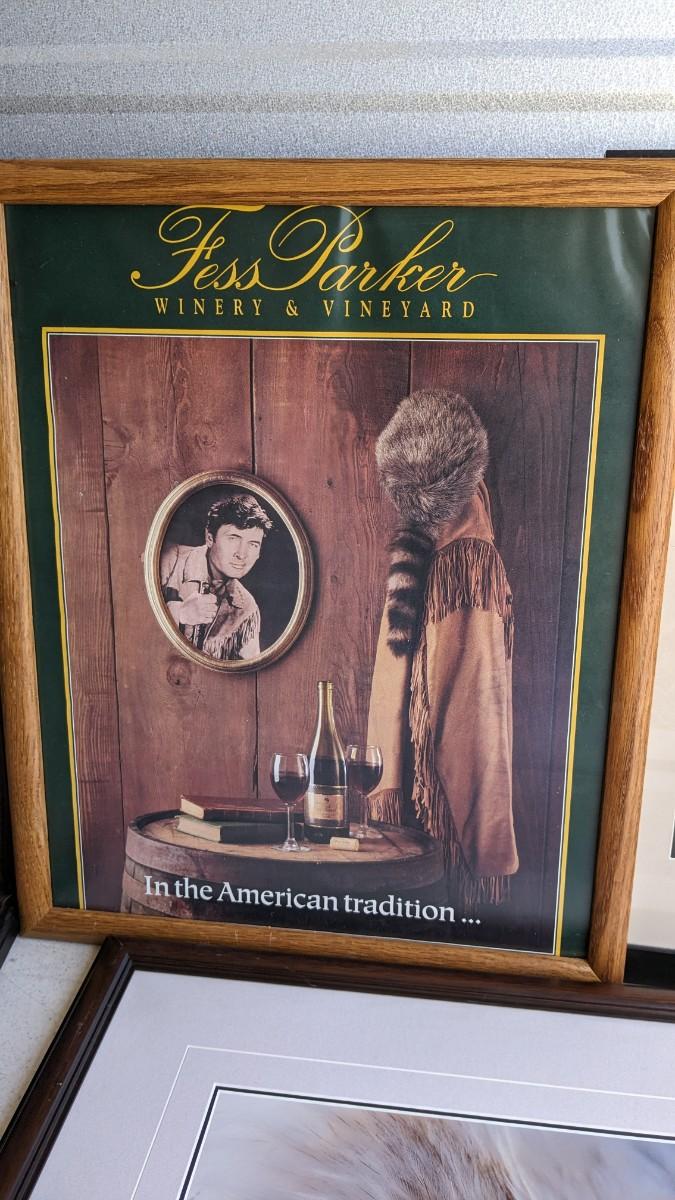 Fess Parker
WINERY & VINEYARD
In the American tradition ...